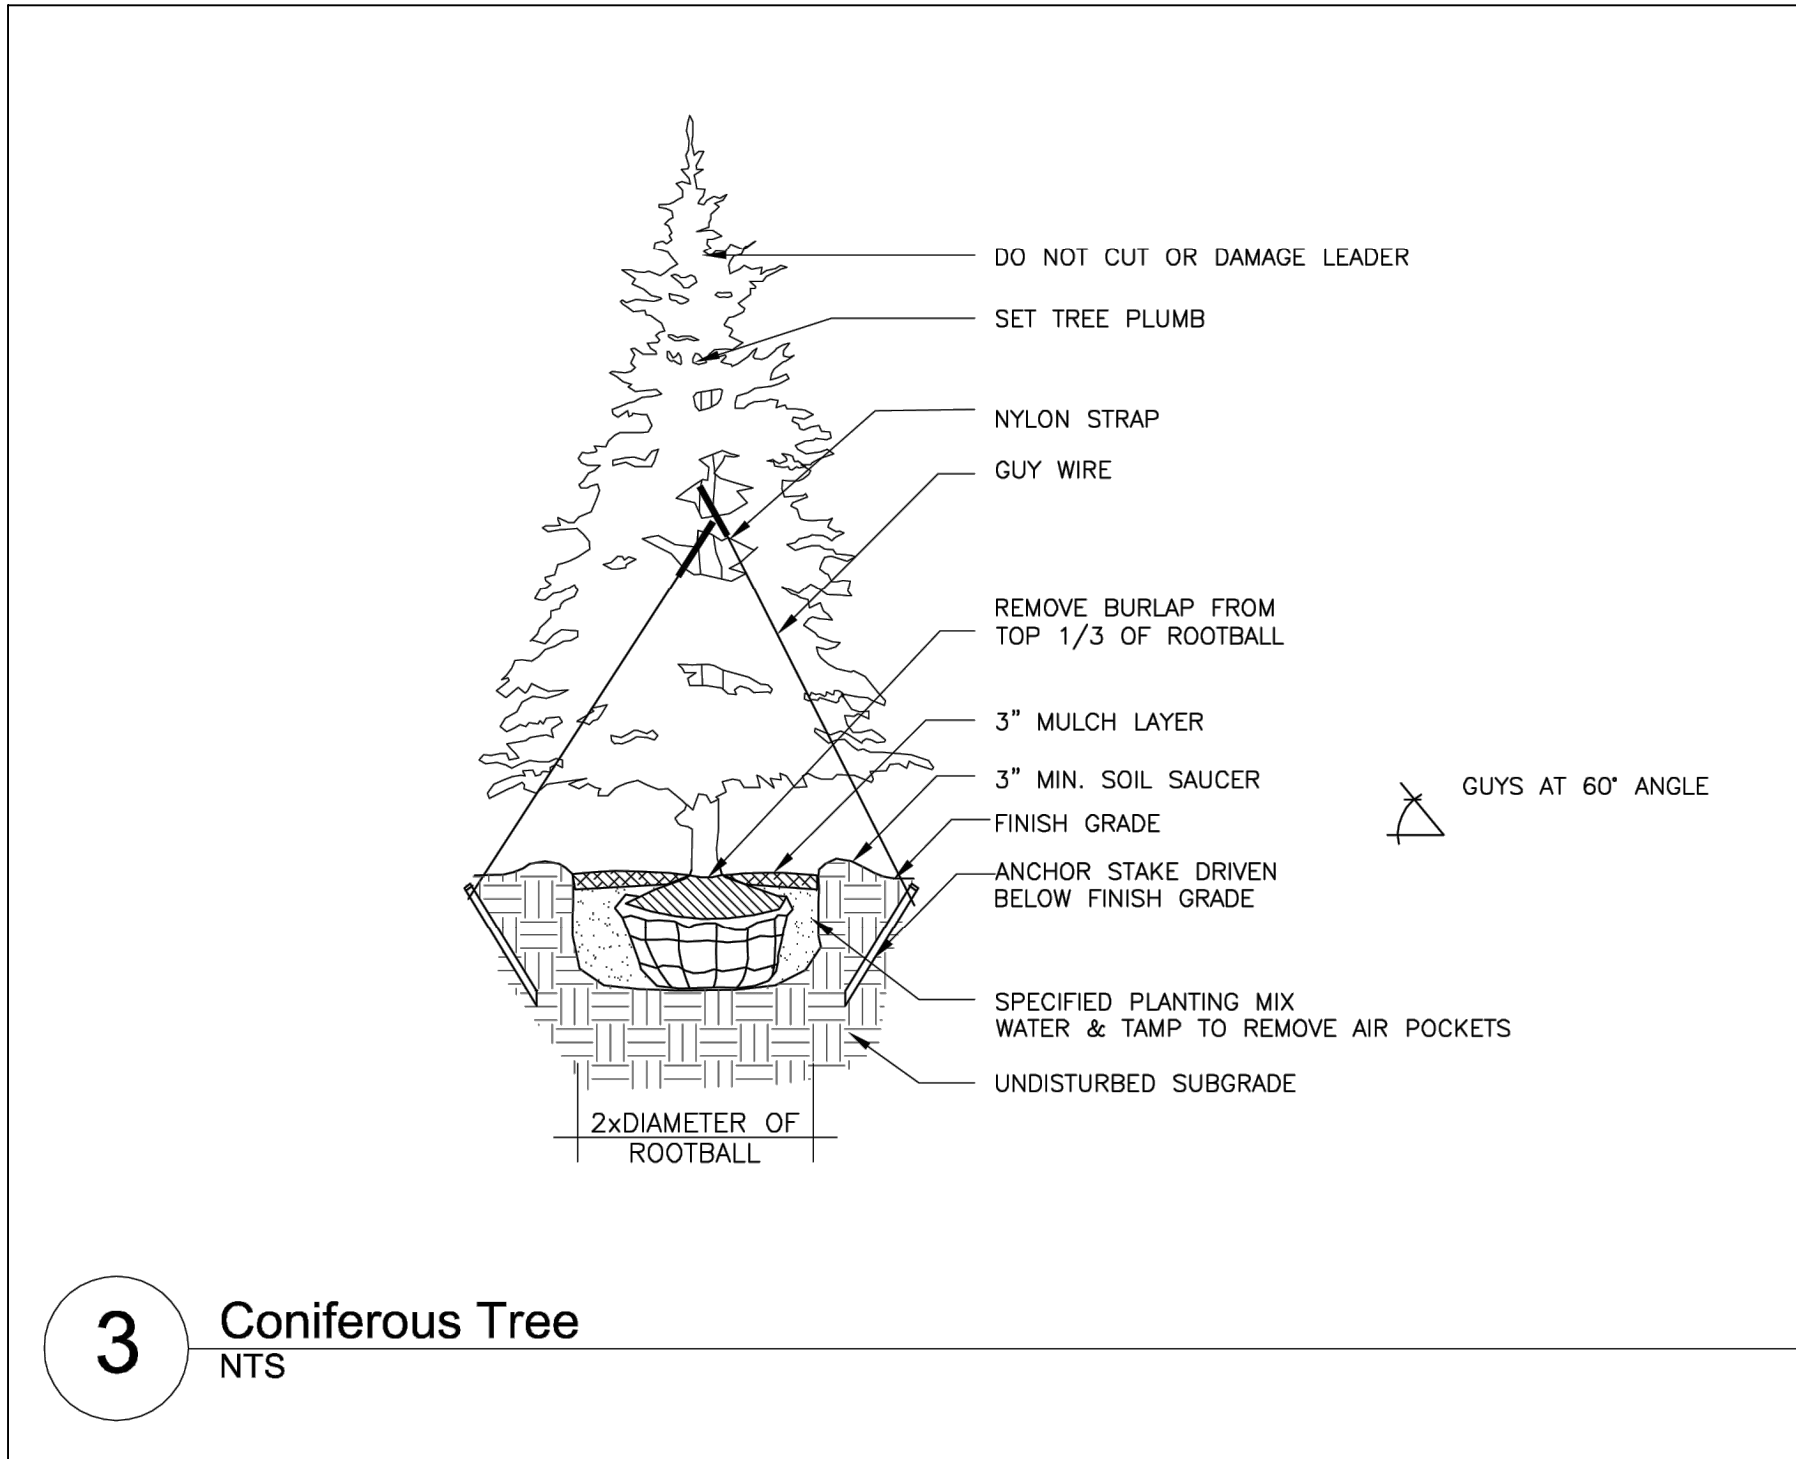 DO NOT CUT OR DAMAGE LEADER
SET TREE PLUMB
NYLON STRAP
GUY WIRE
REMOVE BURLAP FROM
TOP 1/3 OF ROOTBALL
3" MULCH LAYER
3" MIN. SOIL SAUCER
GUYS AT 60° ANGLE
FINISH GRADE
ANCHOR STAKE DRIVEN
BELOW FINISH GRADE
SPECIFIED PLANTING MIX
WATER & TAMP TO REMOVE AIR POCKETS
UNDISTURBED SUBGRADE
2xDIAMETER OF
ROOTBALL
3
Coniferous Tree
NTS